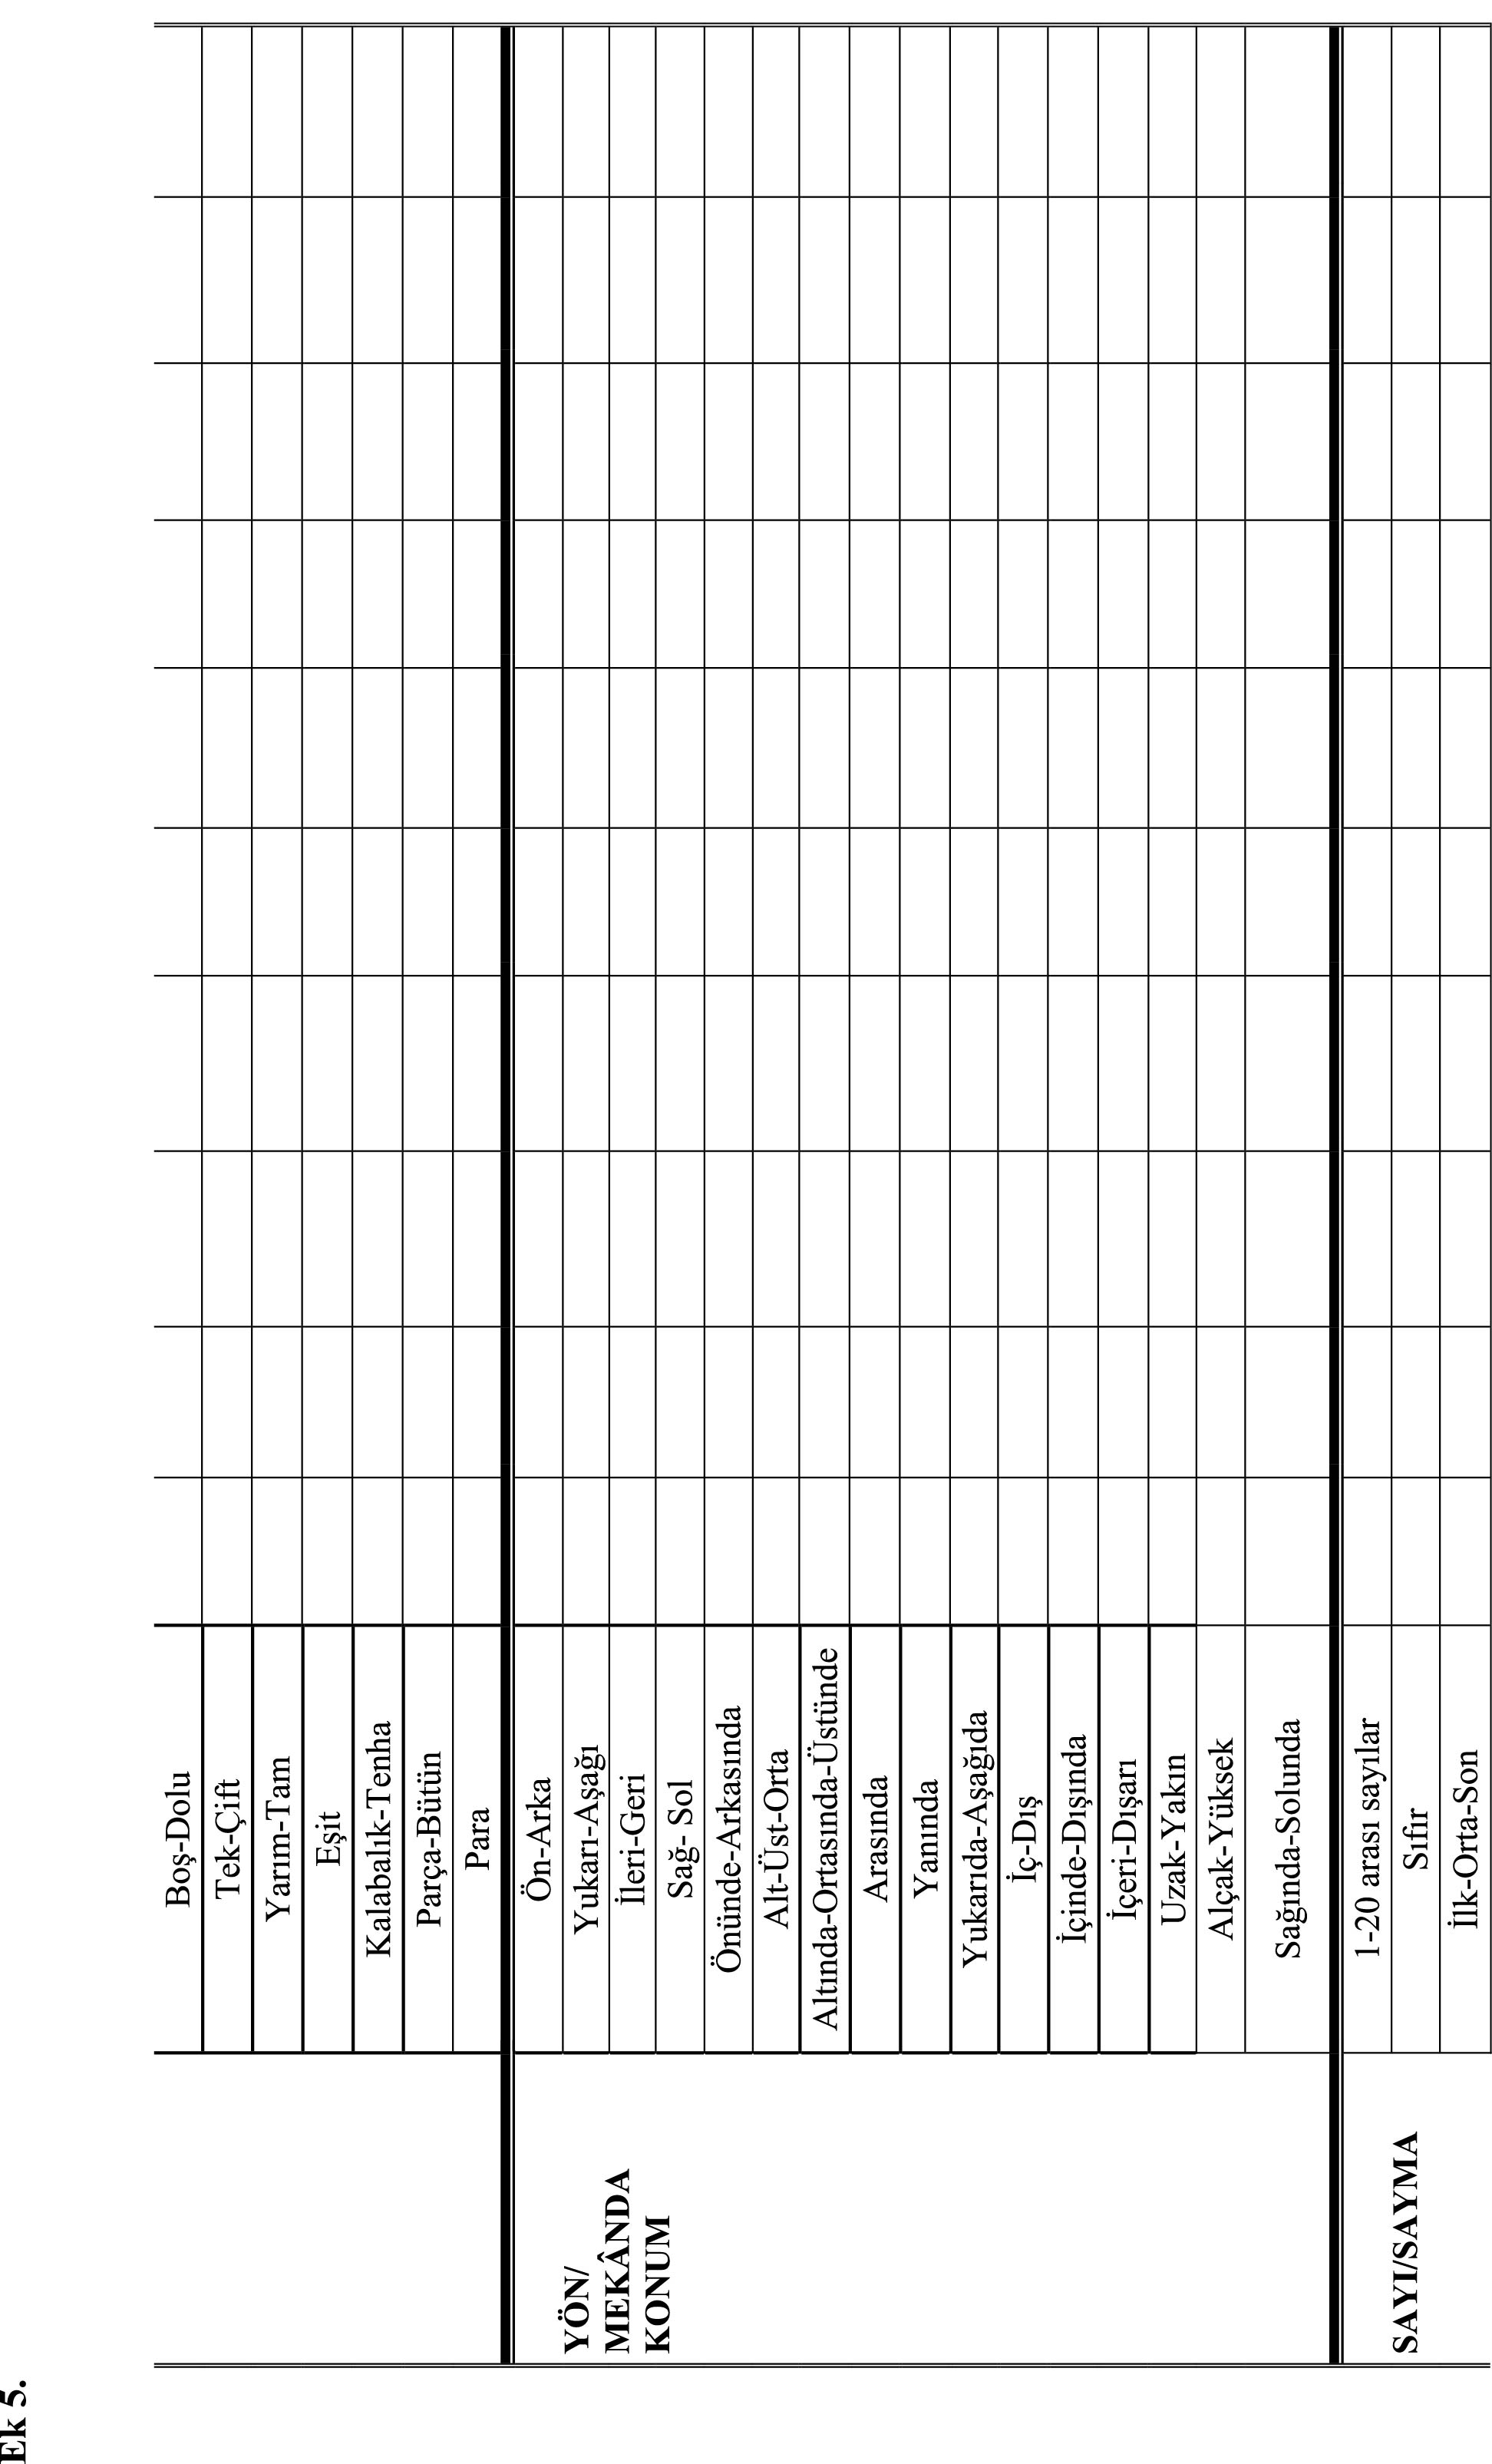 Ek 5.
Boş-Dolu
Tek-Çift
Yarım-Tam
Eşit
Kalabalık-Tenha
Parça-Bütün
Para
YÖN/
MEKÂNDA
KONUM
Ön-Arka
Yukarı-Aşağı
İleri-Geri
Sağ- Sol
Önünde-Arkasında
Alt-Üst-Orta
Altında-Ortasında-Üstünde
Arasında
Yanında
Yukarıda-Aşağıda
İç-Dış
İçinde-Dışında
İçeri-Dışarı
Uzak-Yakın
Alçak-Yüksek
Sağında-Solunda
SAYI/SAYMA
1-20 arası sayılar
Sıfır
İlk-Orta-Son